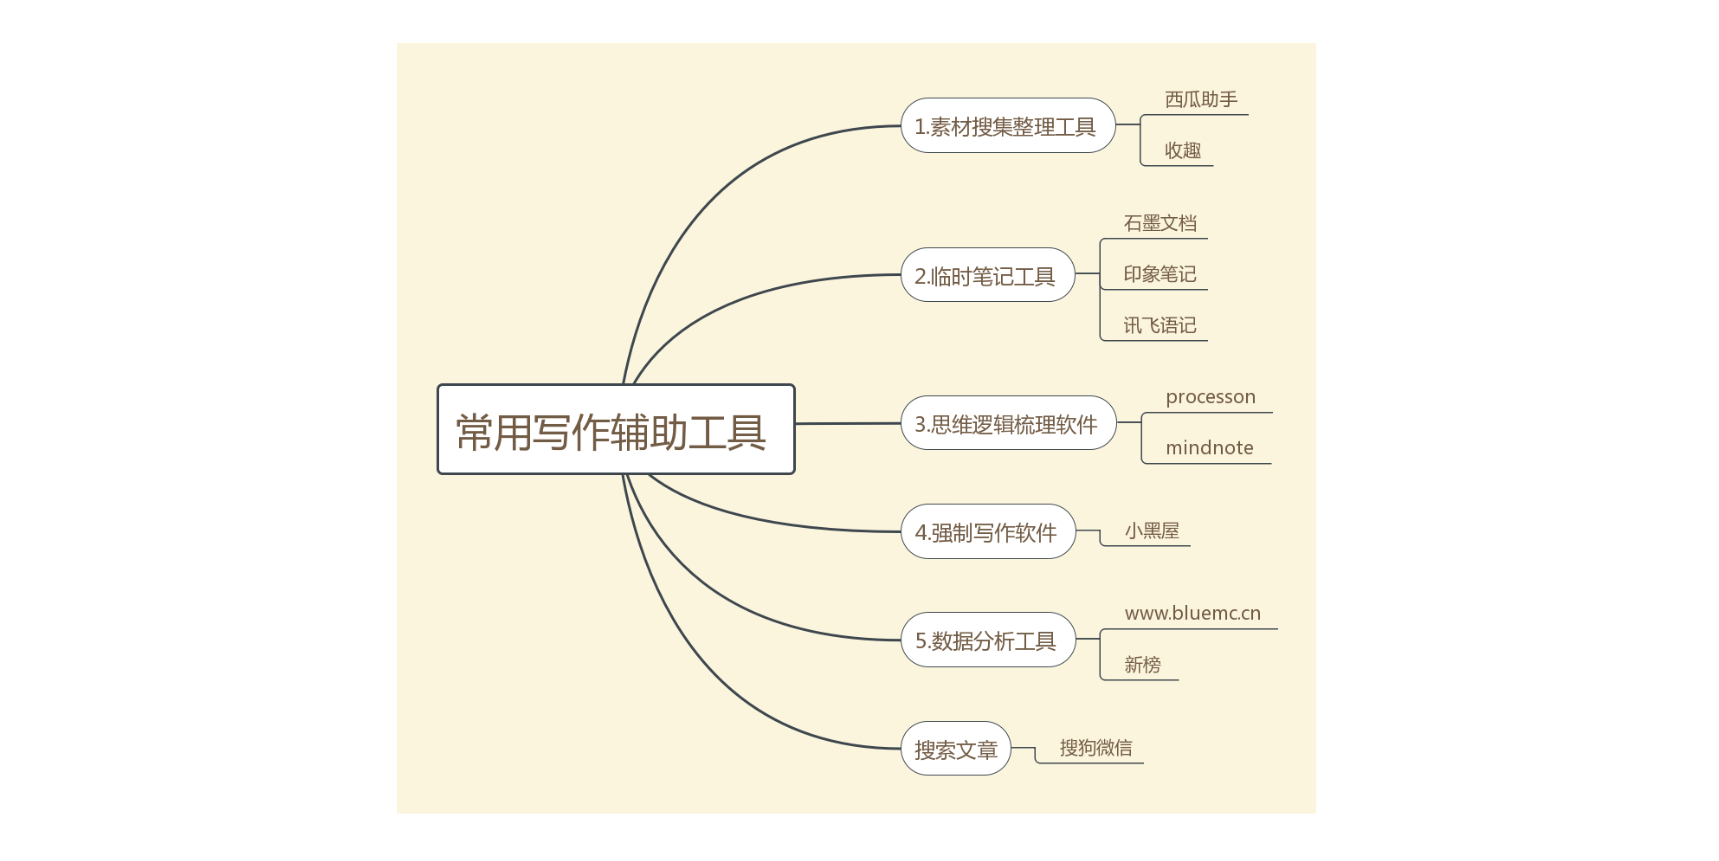 常用写作辅助工具
1.素材搜集整理工具
西瓜助手
收趣
2.临时笔记工具
石墨文档
印象笔记
讯飞语记
3.思维逻辑梳理软件
processon
mindnote
4.强制写作软件
小黑屋
5.数据分析工具
www.bluemc.cn
新榜
搜索文章
搜狗微信